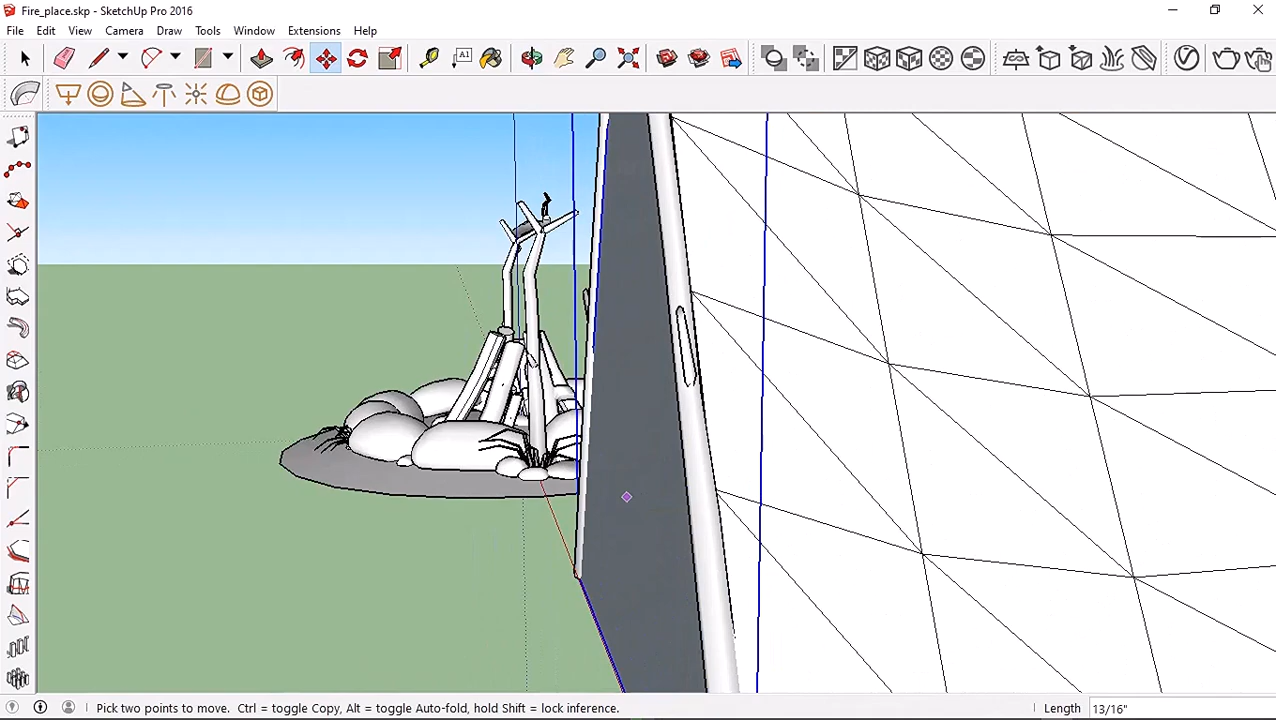 Fire_place.skp - SketchUp Pro 2016
File Edit View Camera Draw Tools Window Extensions Help
A1
Pick two points to move. Ctrl = toggle Copy, Alt = toggle Auto-fold, hold Shift = lock inference. Length 13/16"